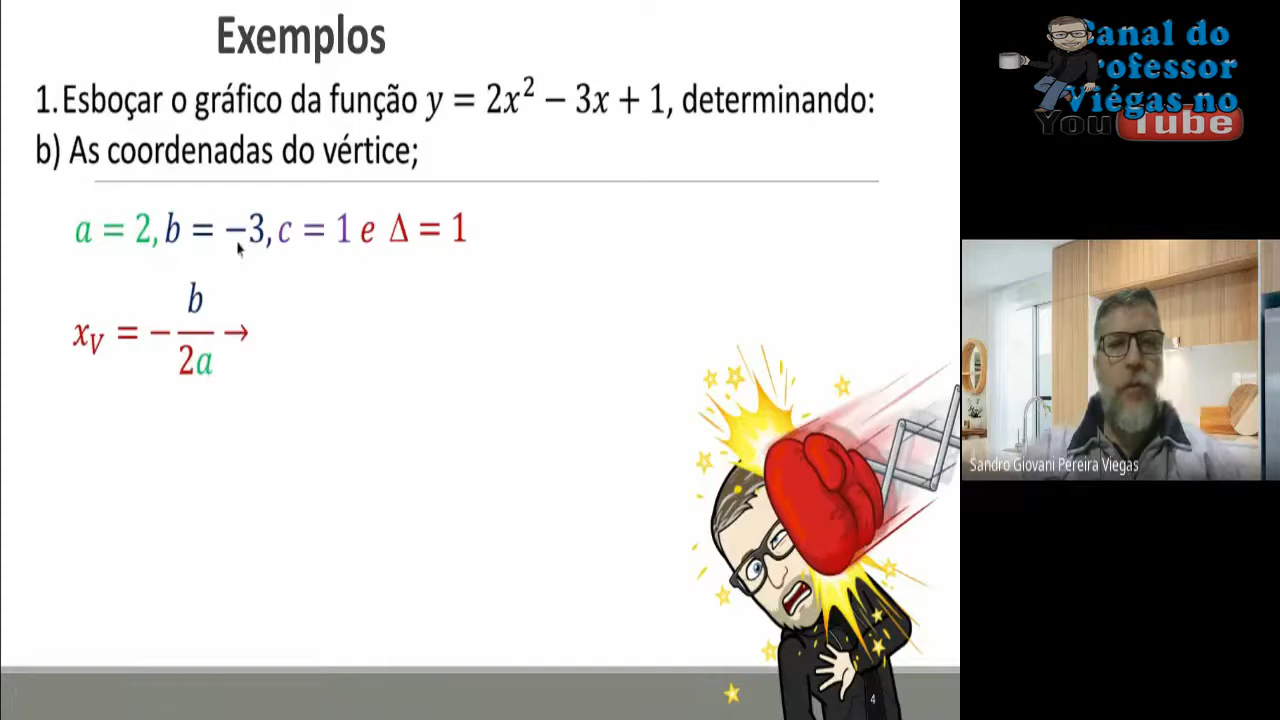 Exemplos
1. Esboçar o gráfico da função y = 2x² − 3x + 1, determinando:
b) As coordenadas do vértice;
a = 2, b = −3, c = 1 e Δ = 1
x_V = − b/2a →
4
Canal do
Professor
Viégas no
YouTube
Sandro Giovani Pereira Viegas